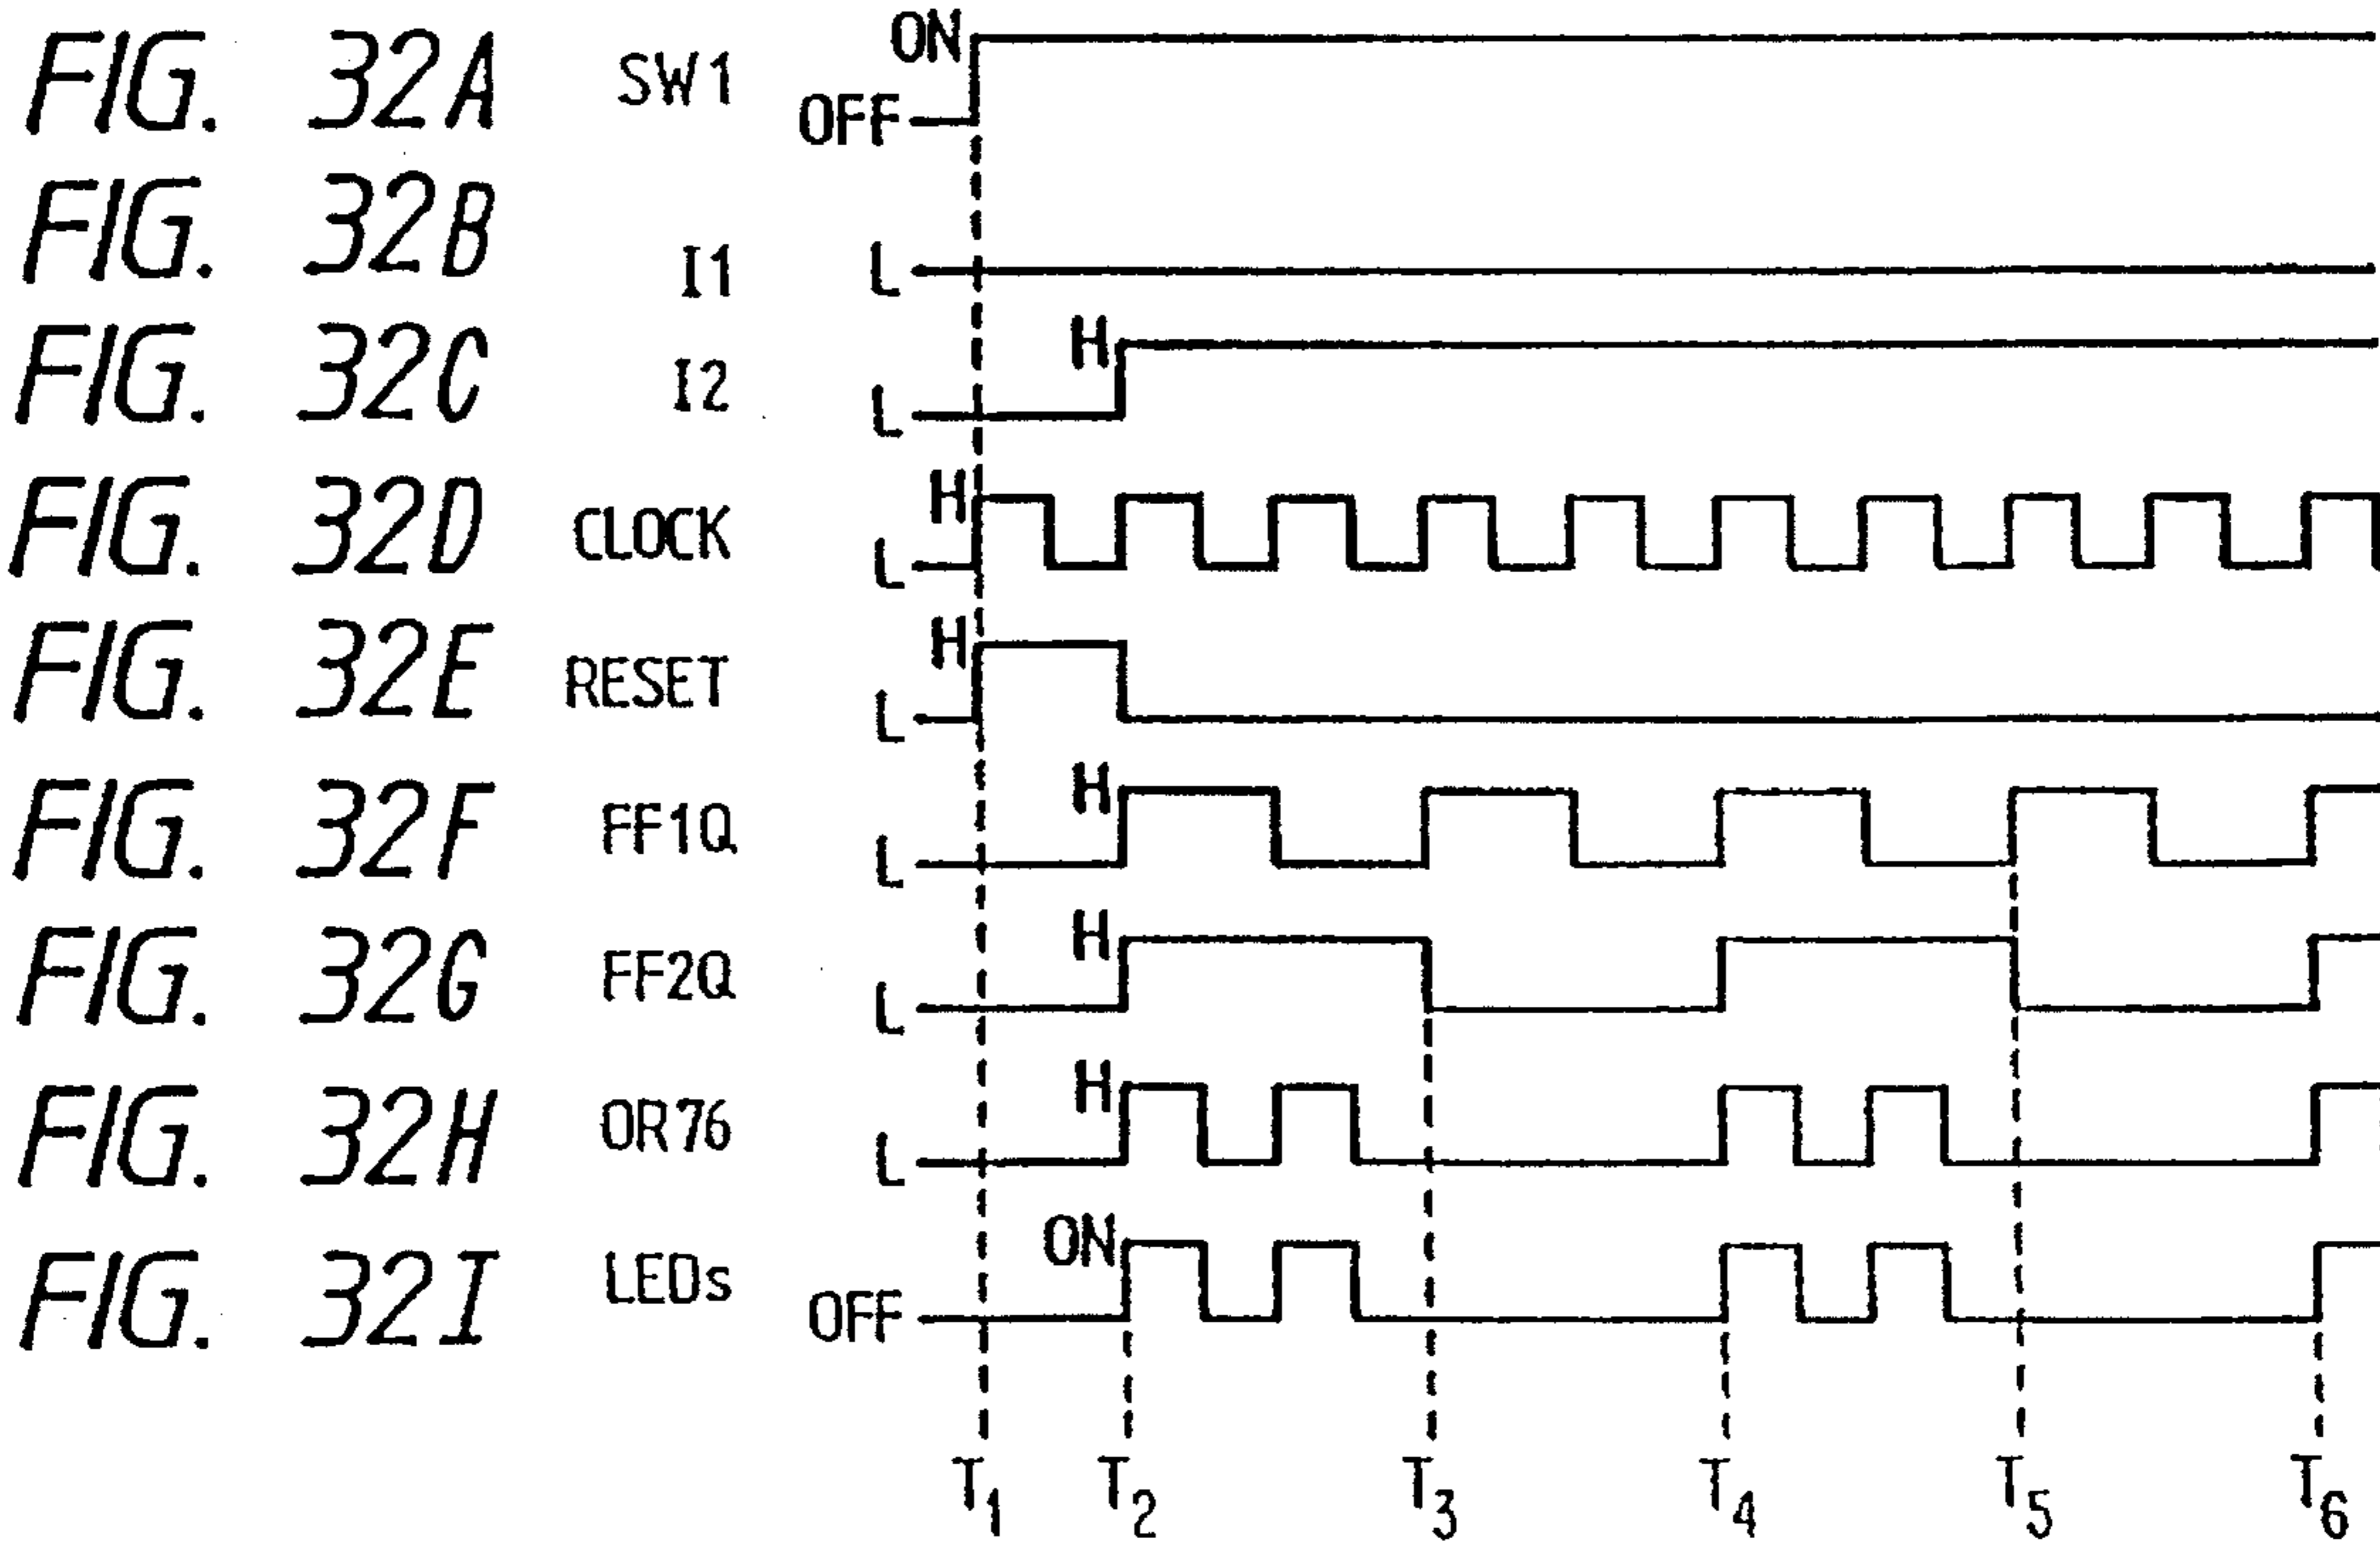 FIG. 32A SW1 ON
OFF
FIG. 32B I1 L
FIG. 32C I2 H
L
FIG. 32D CLOCK H
L
FIG. 32E RESET H
L
FIG. 32F FF1Q H
L
FIG. 32G FF2Q H
L
FIG. 32H OR76 H
L
FIG. 32I LEDs ON
OFF
T1 T2 T3 T4 T5 T6